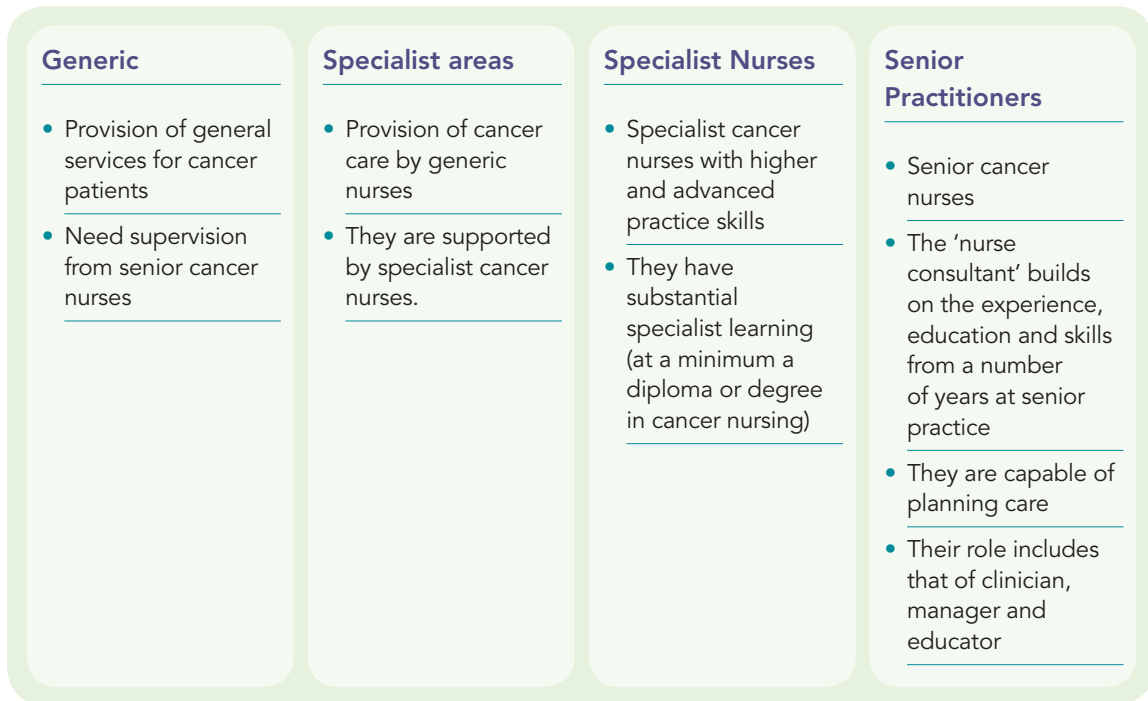 Generic
• Provision of general
services for cancer
patients
• Need supervision
from senior cancer
nurses
Specialist areas
• Provision of cancer
care by generic
nurses
• They are supported
by specialist cancer
nurses.
Specialist Nurses
• Specialist cancer
nurses with higher
and advanced
practice skills
• They have
substantial
specialist learning
(at a minimum a
diploma or degree
in cancer nursing)
Senior
Practitioners
• Senior cancer
nurses
• The ‘nurse
consultant’ builds
on the experience,
education and skills
from a number
of years at senior
practice
• They are capable of
planning care
• Their role includes
that of clinician,
manager and
educator